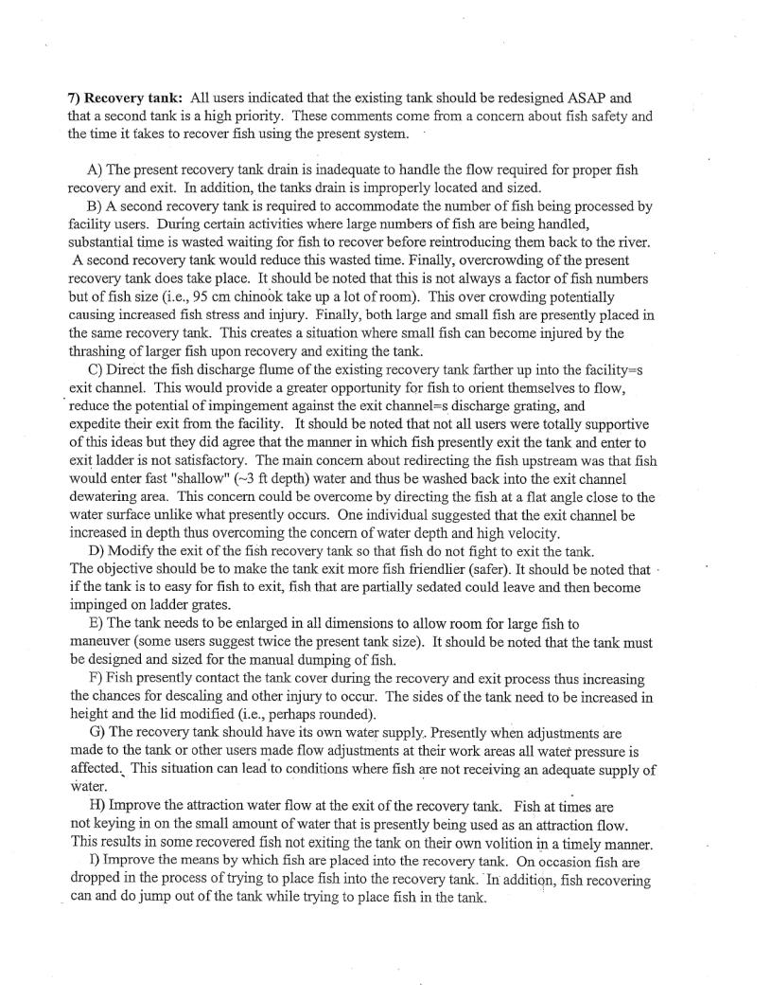 7) Recovery tank: All users indicated that the existing tank should be redesigned ASAP and
that a second tank is a high priority. These comments come from a concern about fish safety and
the time it takes to recover fish using the present system.
A) The present recovery tank drain is inadequate to handle the flow required for proper fish
recovery and exit. In addition, the tanks drain is improperly located and sized.
B) A second recovery tank is required to accommodate the number of fish being processed by
facility users. During certain activities where large numbers of fish are being handled,
substantial time is wasted waiting for fish to recover before reintroducing them back to the river.
A second recovery tank would reduce this wasted time. Finally, overcrowding of the present
recovery tank does take place. It should be noted that this is not always a factor of fish numbers
but of fish size (i.e., 95 cm chinook take up a lot of room). This over crowding potentially
causing increased fish stress and injury. Finally, both large and small fish are presently placed in
the same recovery tank. This creates a situation where small fish can become injured by the
thrashing of larger fish upon recovery and exiting the tank.
C) Direct the fish discharge flume of the existing recovery tank farther up into the facility=s
exit channel. This would provide a greater opportunity for fish to orient themselves to flow,
reduce the potential of impingement against the exit channel=s discharge grating, and
expedite their exit from the facility. It should be noted that not all users were totally supportive
of this ideas but they did agree that the manner in which fish presently exit the tank and enter to
exit ladder is not satisfactory. The main concern about redirecting the fish upstream was that fish
would enter fast "shallow" (~3 ft depth) water and thus be washed back into the exit channel
dewatering area. This concern could be overcome by directing the fish at a flat angle close to the
water surface unlike what presently occurs. One individual suggested that the exit channel be
increased in depth thus overcoming the concern of water depth and high velocity.
D) Modify the exit of the fish recovery tank so that fish do not fight to exit the tank.
The objective should be to make the tank exit more fish friendlier (safer). It should be noted that
if the tank is to easy for fish to exit, fish that are partially sedated could leave and then become
impinged on ladder grates.
E) The tank needs to be enlarged in all dimensions to allow room for large fish to
maneuver (some users suggest twice the present tank size). It should be noted that the tank must
be designed and sized for the manual dumping of fish.
F) Fish presently contact the tank cover during the recovery and exit process thus increasing
the chances for descaling and other injury to occur. The sides of the tank need to be increased in
height and the lid modified (i.e., perhaps rounded).
G) The recovery tank should have its own water supply. Presently when adjustments are
made to the tank or other users made flow adjustments at their work areas all water pressure is
affected. This situation can lead to conditions where fish are not receiving an adequate supply of
water.
H) Improve the attraction water flow at the exit of the recovery tank. Fish at times are
not keying in on the small amount of water that is presently being used as an attraction flow.
This results in some recovered fish not exiting the tank on their own volition in a timely manner.
I) Improve the means by which fish are placed into the recovery tank. On occasion fish are
dropped in the process of trying to place fish into the recovery tank. In addition, fish recovering
can and do jump out of the tank while trying to place fish in the tank.